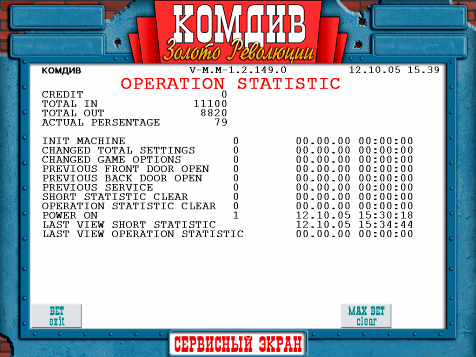 КОМДИВ
Золото Революции
КОМДИВ V-M.M-1.2.149.0 12.10.05 15.39
OPERATION STATISTIC
CREDIT 0
TOTAL IN 11100
TOTAL OUT 8820
ACTUAL PERSENTAGE 79
INIT MACHINE 0 00.00.00 00:00:00
CHANGED TOTAL SETTINGS 0 00.00.00 00:00:00
CHANGED GAME OPTIONS 0 00.00.00 00:00:00
PREVIOUS FRONT DOOR OPEN 0 00.00.00 00:00:00
PREVIOUS BACK DOOR OPEN 0 00.00.00 00:00:00
PREVIOUS SERVICE 0 00.00.00 00:00:00
SHORT STATISTIC CLEAR 0 00.00.00 00:00:00
OPERATION STATISTIC CLEAR 0 00.00.00 00:00:00
POWER ON 1 12.10.05 15:30:18
LAST VIEW SHORT STATISTIC 12.10.05 15:34:44
LAST VIEW OPERATION STATISTIC 00.00.00 00:00:00
BET MAX BET
exit clear
СЕРВИСНЫЙ ЭКРАН